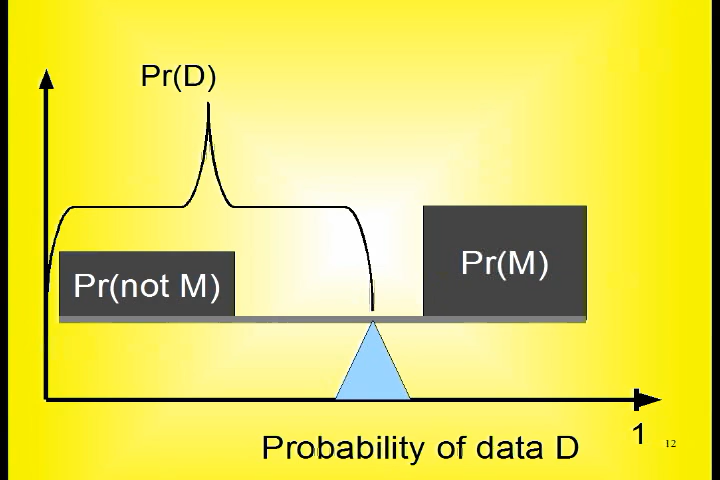 Pr(D)
Pr(not M)
Pr(M)
Probability of data D
1
12